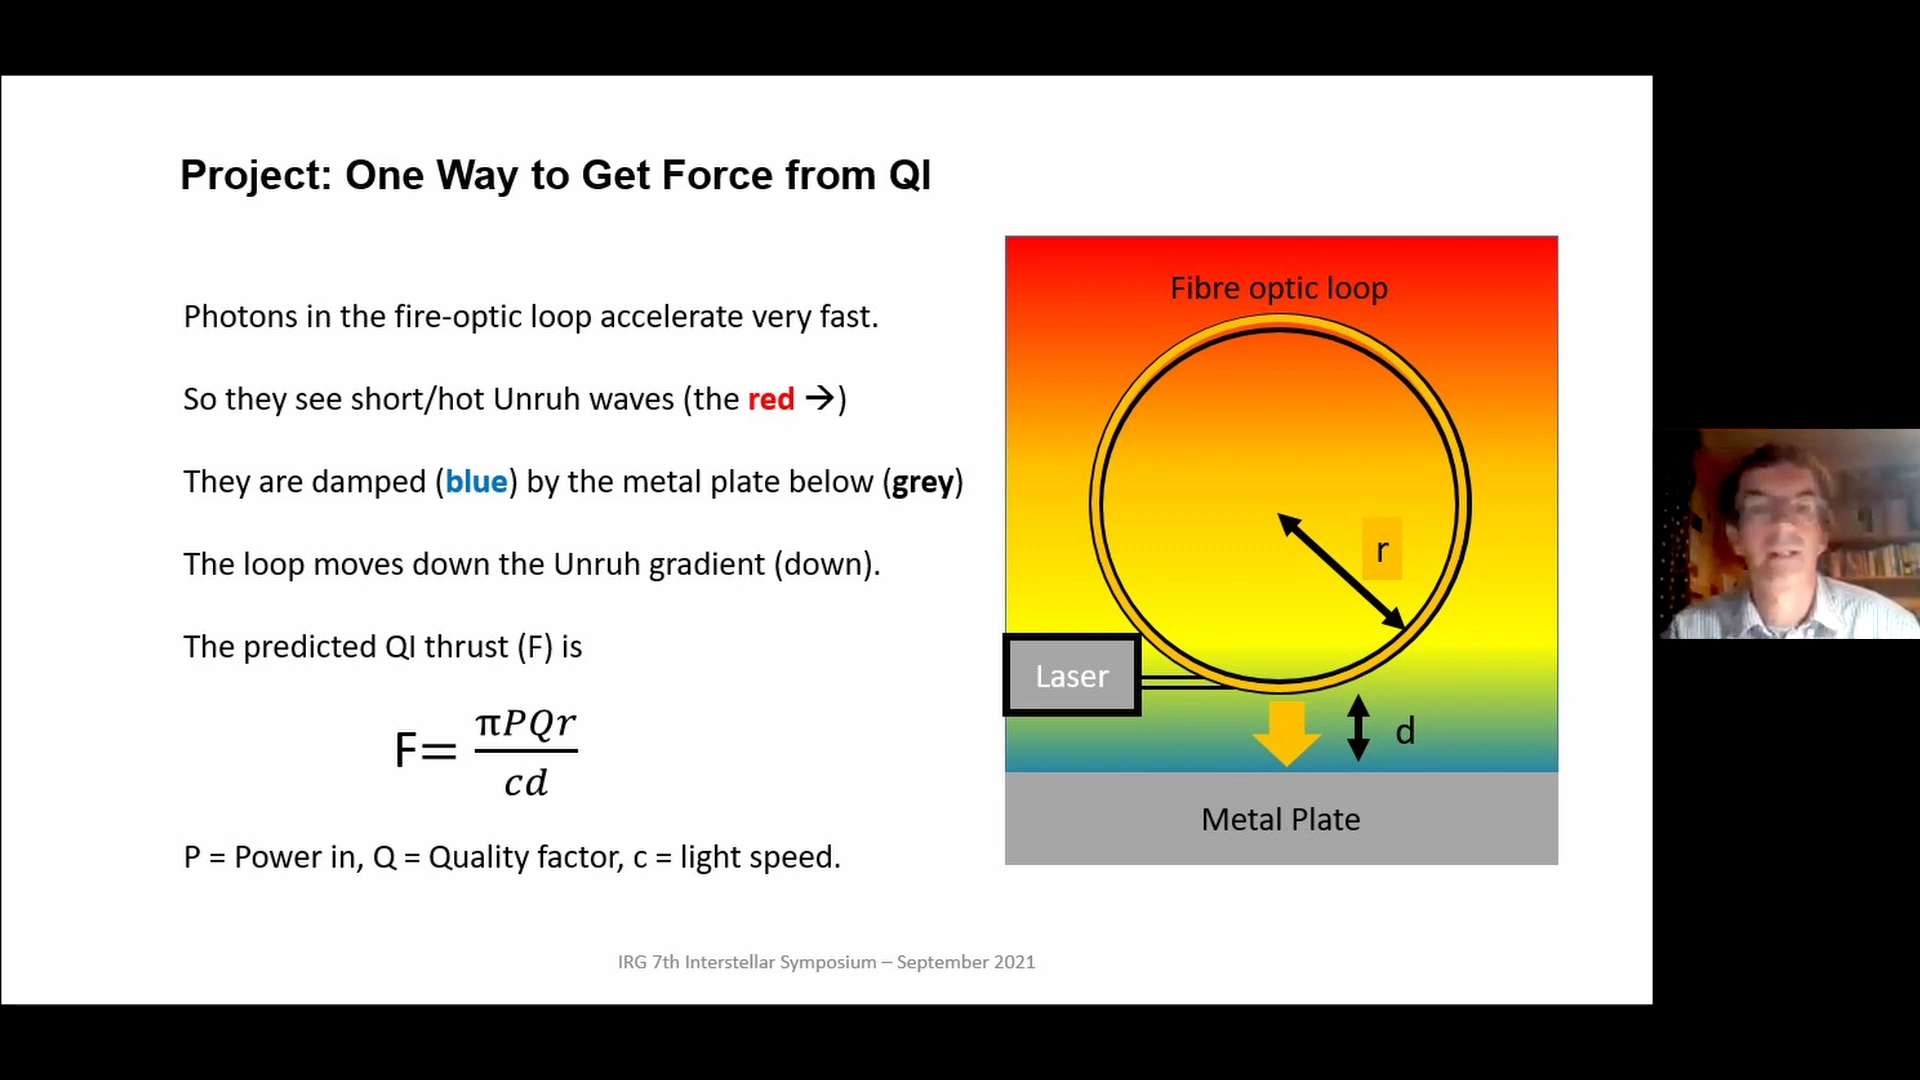 Project: One Way to Get Force from QI
Photons in the fire-optic loop accelerate very fast.
So they see short/hot Unruh waves (the red →)
They are damped (blue) by the metal plate below (grey)
The loop moves down the Unruh gradient (down).
The predicted QI thrust (F) is
F= πPQr / cd
P = Power in, Q = Quality factor, c = light speed.
Fibre optic loop
r
Laser
d
Metal Plate
IRG 7th Interstellar Symposium – September 2021